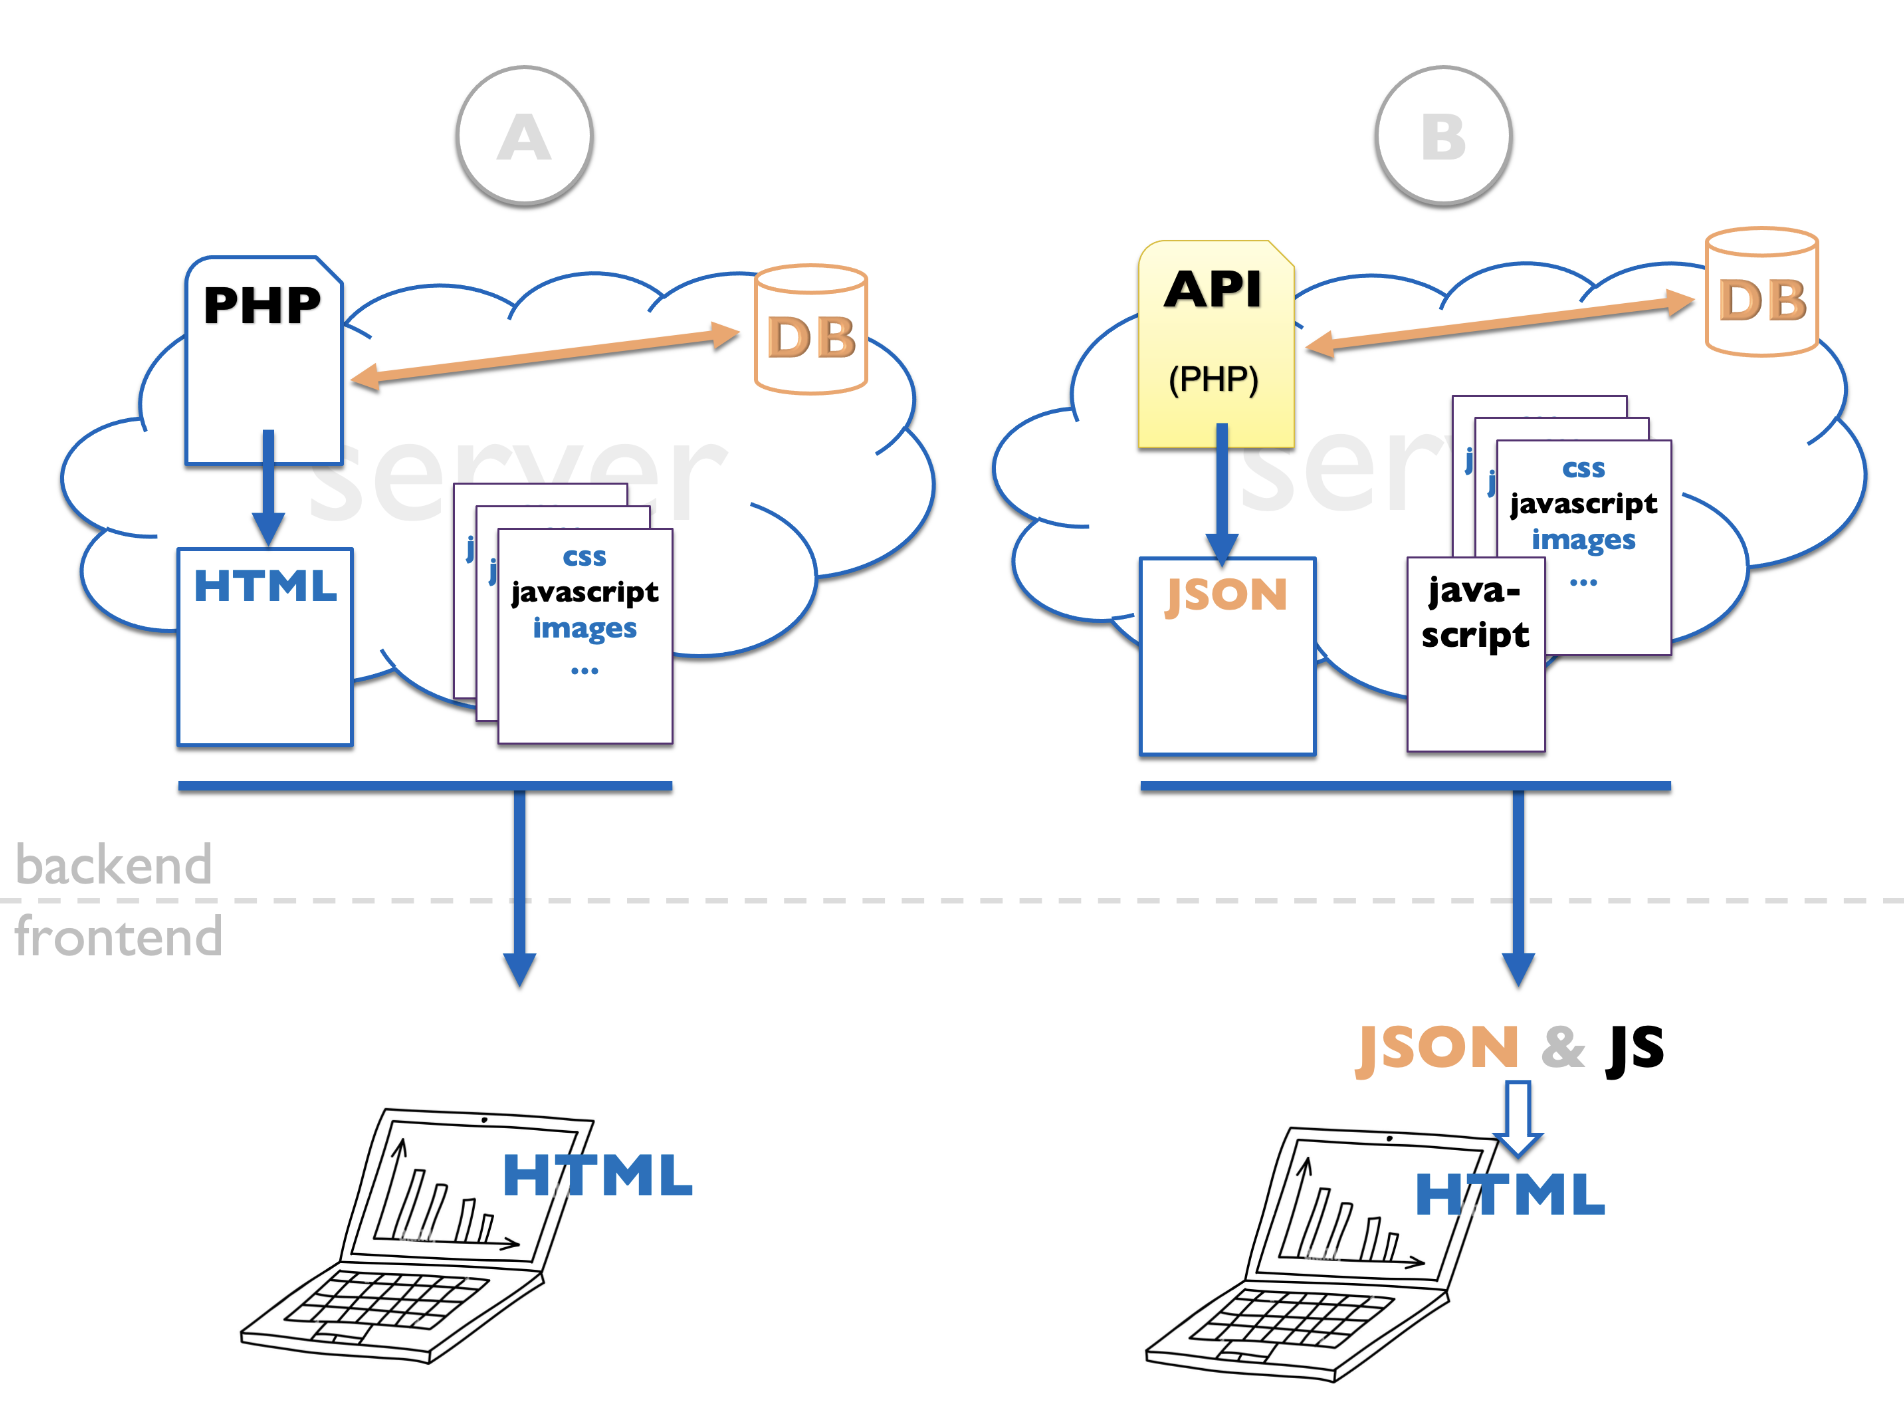 A
B
PHP
DB
server
HTML
j
j
css
javascript
images
...
API
(PHP)
DB
JSON
j
j
css
javascript
images
...
java-
script
backend
frontend
HTML
JSON & JS
HTML